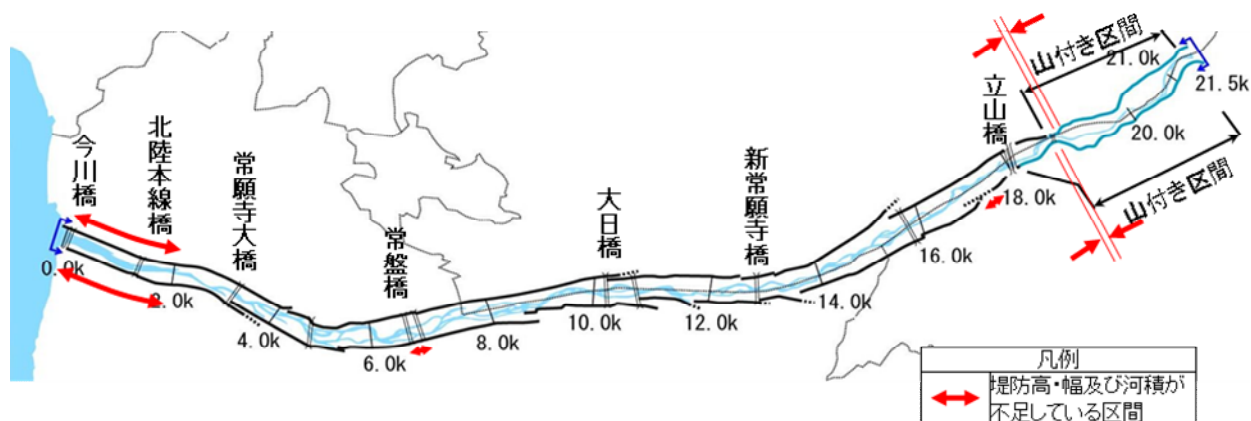 今川橋
北陸本線橋
常願寺大橋
常盤橋
大日橋
新常願寺橋
立山橋
山付き区間
山付き区間
0.0k
2.0k
4.0k
6.0k
8.0k
10.0k
12.0k
14.0k
16.0k
18.0k
20.0k
21.0k
21.5k
凡例
堤防高・幅及び河積が
不足している区間